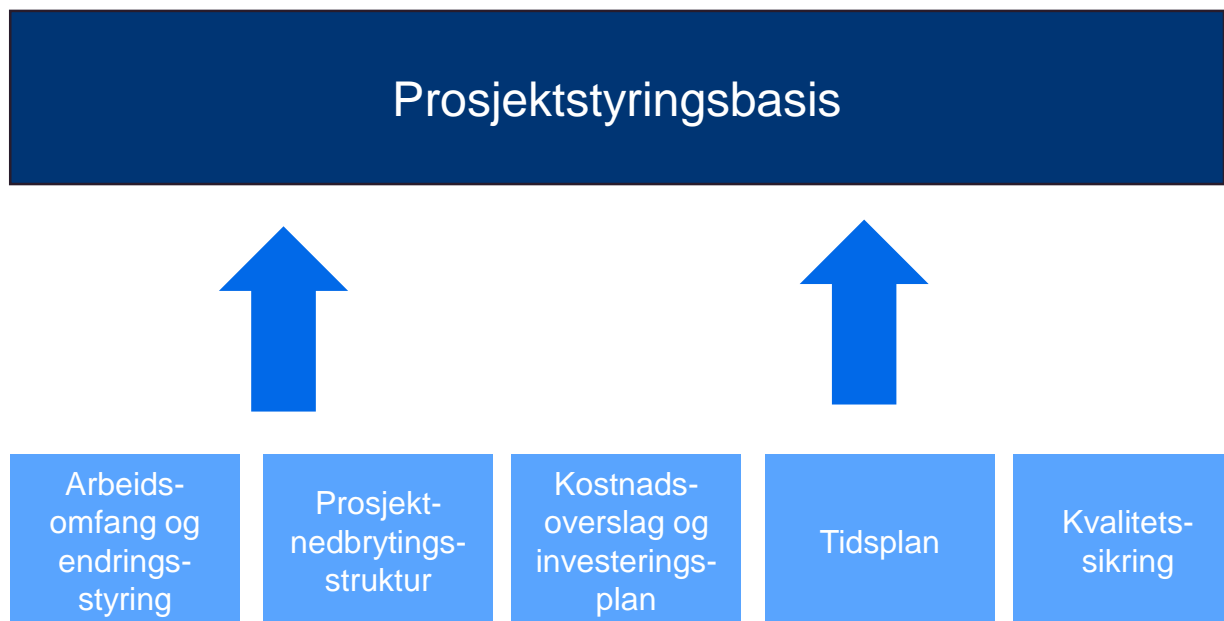 Prosjektstyringsbasis
Arbeids-
omfang og
endrings-
styring
Prosjekt-
nedbrytings-
struktur
Kostnads-
overslag og
investerings-
plan
Tidsplan
Kvalitets-
sikring